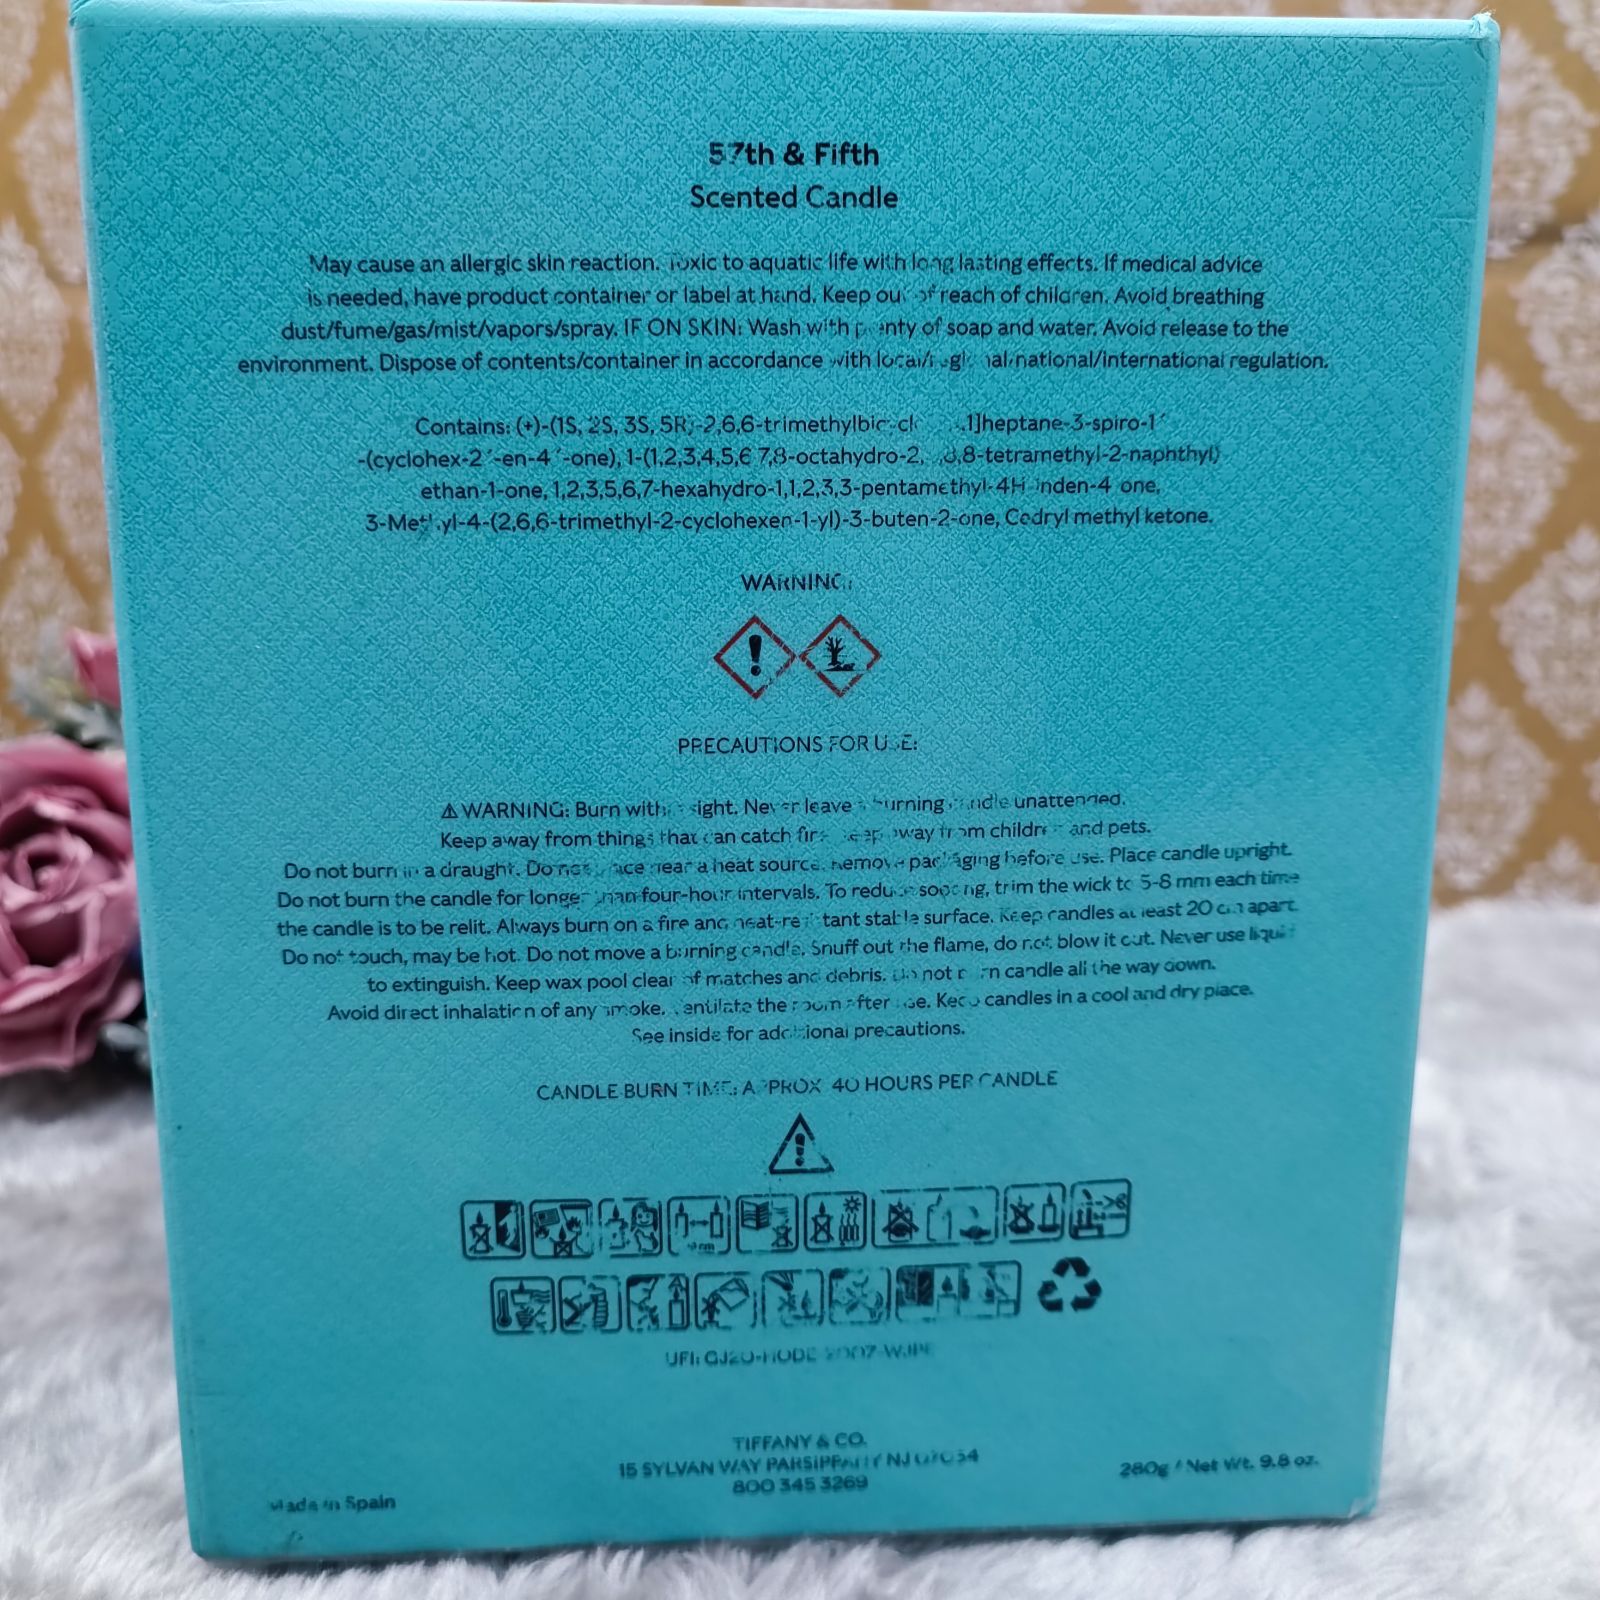 57th & Fifth
Scented Candle
May cause an allergic skin reaction. Toxic to aquatic life with long lasting effects. If medical advice
is needed, have product container or label at hand. Keep out of reach of children. Avoid breathing
dust/fume/gas/mist/vapors/spray. IF ON SKIN: Wash with plenty of soap and water. Avoid release to the
environment. Dispose of contents/container in accordance with local/regional/national/international regulation.
Contains: (+)-(1S, 2S, 3S, 5R)-2,6,6-trimethylbicyclo 1]heptane-3-spiro-1´
-(cyclohex-2´-en-4´-one), 1-(1,2,3,4,5,6,7,8-octahydro-2, 8,8-tetramethyl-2-naphthyl)
ethan-1-one, 1,2,3,5,6,7-hexahydro-1,1,2,3,3-pentamethyl-4H-inden-4-one,
3-Methyl-4-(2,6,6-trimethyl-2-cyclohexen-1-yl)-3-buten-2-one, Cedryl methyl ketone.
WARNING:
PRECAUTIONS FOR USE:
⚠ WARNING: Burn within sight. Never leave a burning candle unattended.
Keep away from things that can catch fire. Keep away from children and pets.
Do not burn in a draught. Do not place near a heat source. Remove packaging before use. Place candle upright.
Do not burn the candle for longer than four-hour intervals. To reduce sooting, trim the wick to 5-8 mm each time
the candle is to be relit. Always burn on a fire and heat-resistant stable surface. Keep candles at least 20 cm apart.
Do not touch, may be hot. Do not move a burning candle. Snuff out the flame, do not blow it out. Never use liquid
to extinguish. Keep wax pool clear of matches and debris. Do not burn candle all the way down.
Avoid direct inhalation of any smoke. Ventilate the room after use. Keep candles in a cool and dry place.
See inside for additional precautions.
CANDLE BURN TIME: APPROX. 40 HOURS PER CANDLE
UFI:
TIFFANY & CO.
15 SYLVAN WAY PARSIPPANY NJ 07054
800 345 3269
280g / Net Wt. 9.8 oz.
Made in Spain